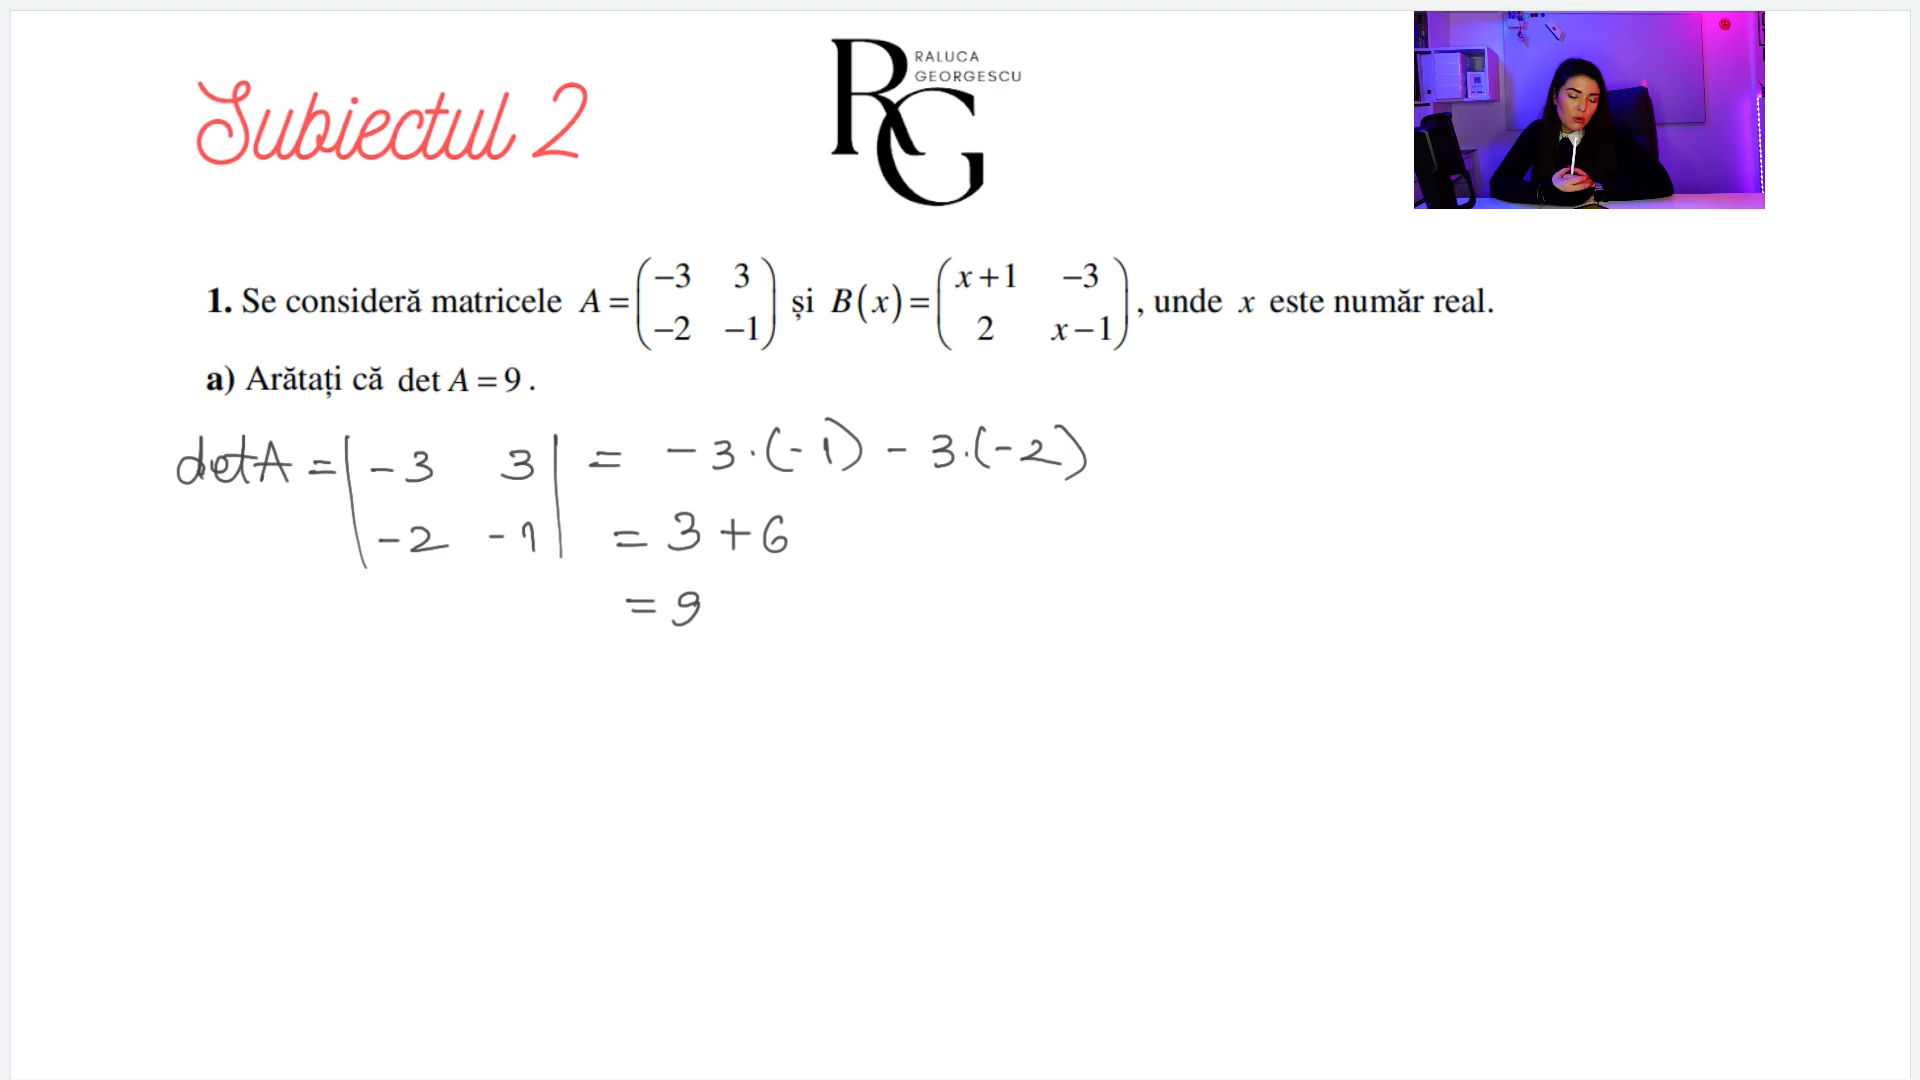 Subiectul 2
RG
RALUCA
GEORGESCU
1. Se consideră matricele A = (−3 3 −2 −1) și B(x) = (x+1 −3 2 x−1), unde x este număr real.
a) Arătați că det A = 9.
detA = | -3 3 | = -3·(-1) - 3·(-2)
| -2 -1 | = 3 + 6
= 9